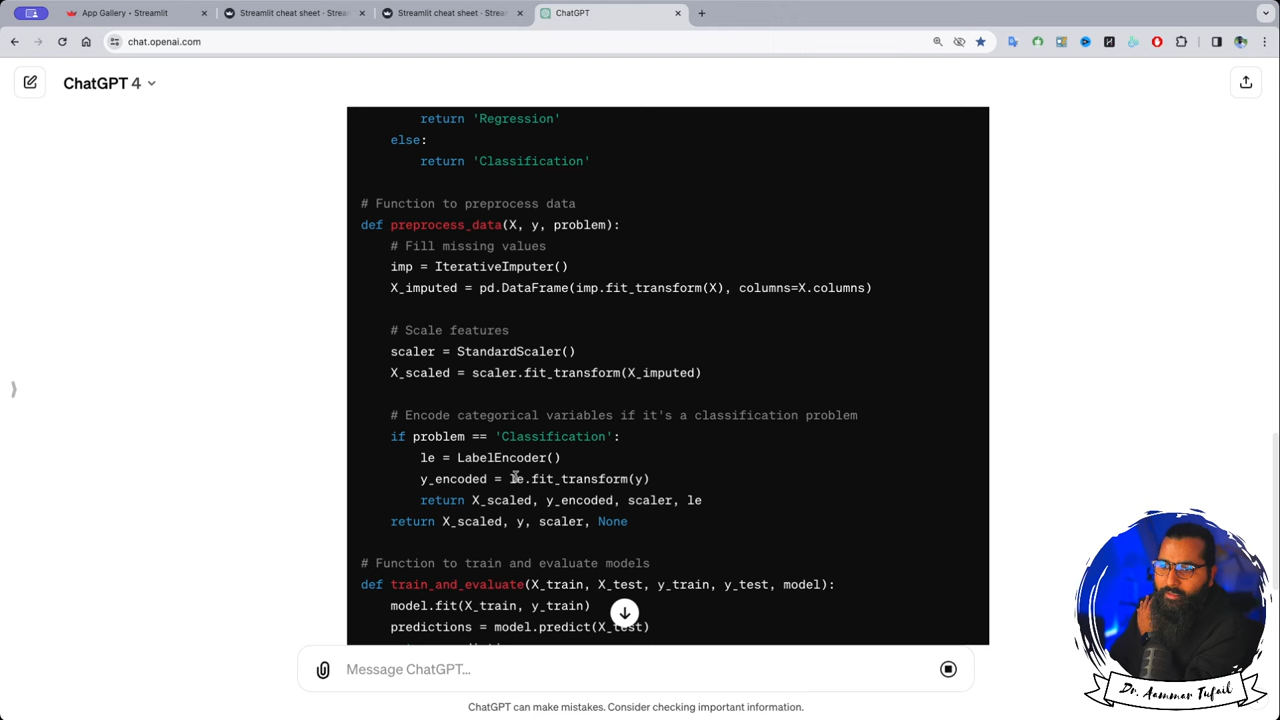 App Gallery • Streamlit
Streamlit cheat sheet · Stream
Streamlit cheat sheet · Strea
ChatGPT
chat.openai.com
ChatGPT 4
return 'Regression'
else:
return 'Classification'
# Function to preprocess data
def preprocess_data(X, y, problem):
# Fill missing values
imp = IterativeImputer()
X_imputed = pd.DataFrame(imp.fit_transform(X), columns=X.columns)
# Scale features
scaler = StandardScaler()
X_scaled = scaler.fit_transform(X_imputed)
# Encode categorical variables if it's a classification problem
if problem == 'Classification':
le = LabelEncoder()
y_encoded = le.fit_transform(y)
return X_scaled, y_encoded, scaler, le
return X_scaled, y, scaler, None
# Function to train and evaluate models
def train_and_evaluate(X_train, X_test, y_train, y_test, model):
model.fit(X_train, y_train)
predictions = model.predict(X_test)
Message ChatGPT...
ChatGPT can make mistakes. Consider checking important information.
Dr. Aammar Tufail